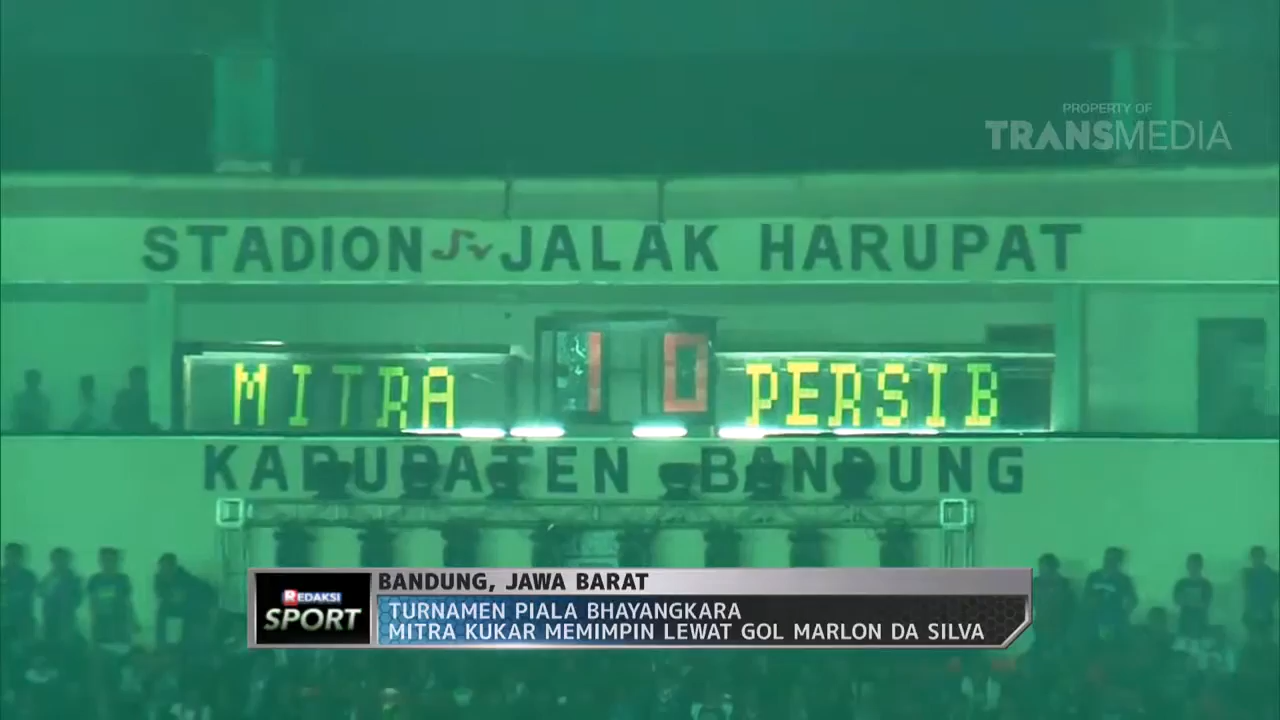 PROPERTY OF
TRANSMEDIA
STADION JALAK HARUPAT
MITRA 1 0 PERSIB
KABUPATEN BANDUNG
REDAKSI
SPORT
BANDUNG, JAWA BARAT
TURNAMEN PIALA BHAYANGKARA
MITRA KUKAR MEMIMPIN LEWAT GOL MARLON DA SILVA